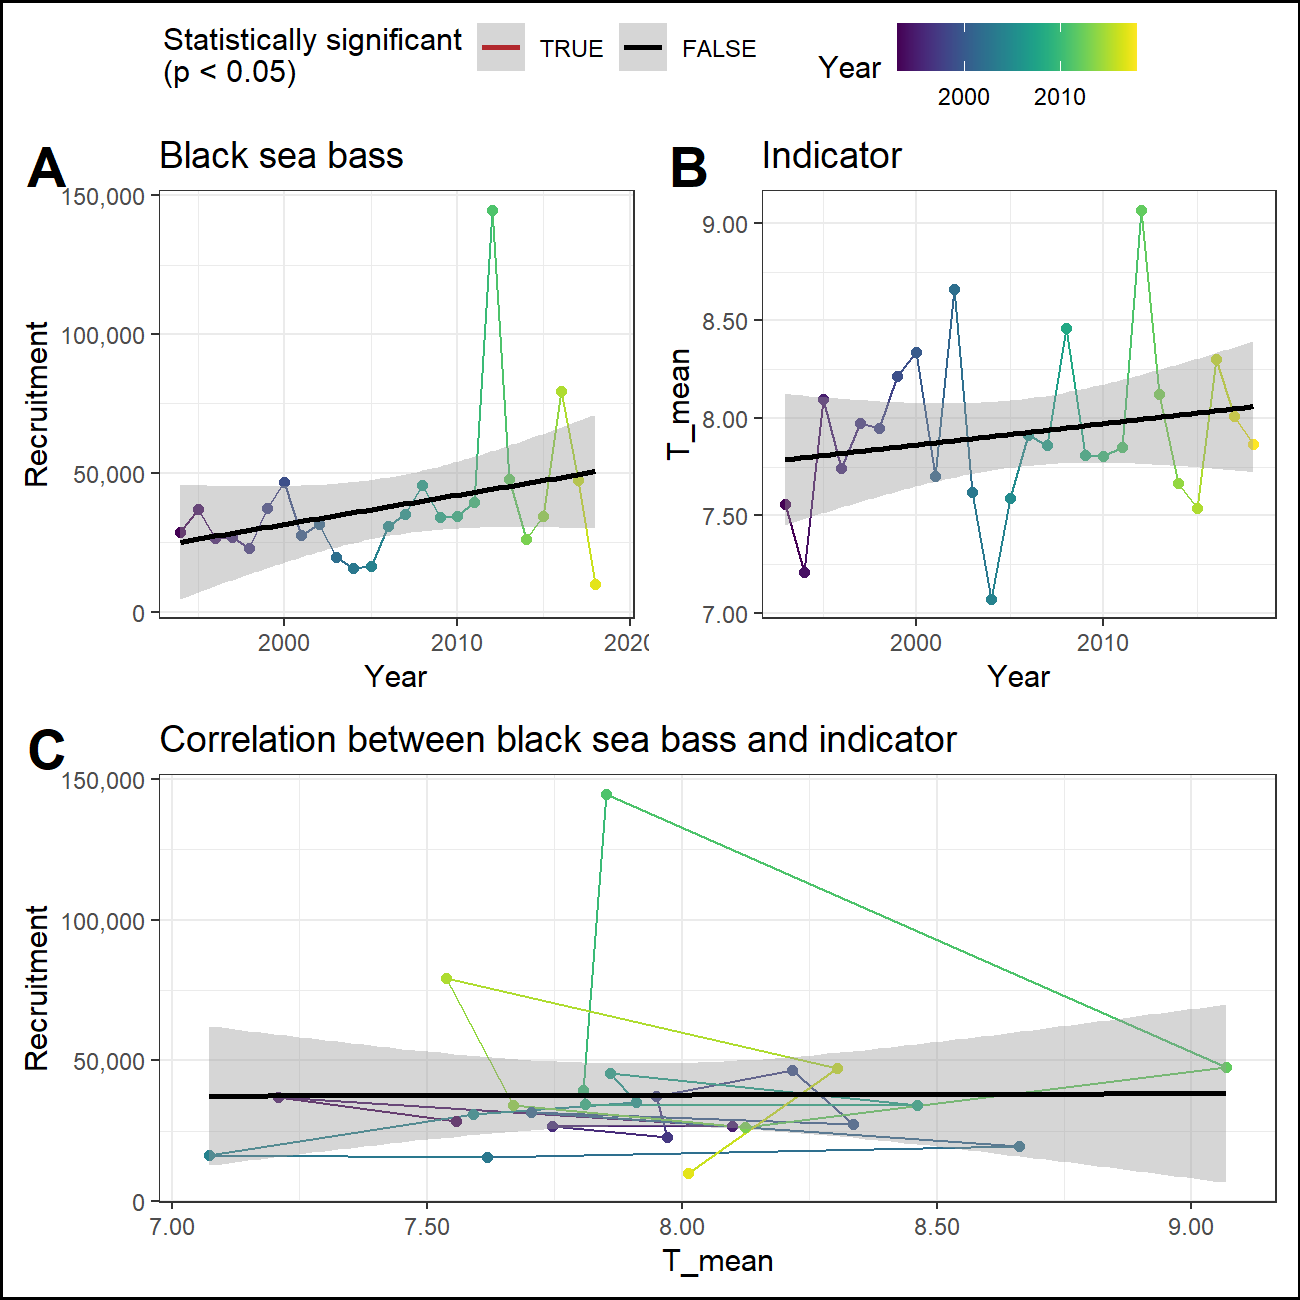 Statistically significant
(p < 0.05)
TRUE
FALSE
Year
2000
2010
A
Black sea bass
150,000
100,000
50,000
0
Recruitment
2000
2010
202
Year
B
Indicator
9.00
8.50
8.00
7.50
7.00
T_mean
2000
2010
Year
C
Correlation between black sea bass and indicator
150,000
100,000
50,000
0
Recruitment
7.00
7.50
8.00
8.50
9.00
T_mean